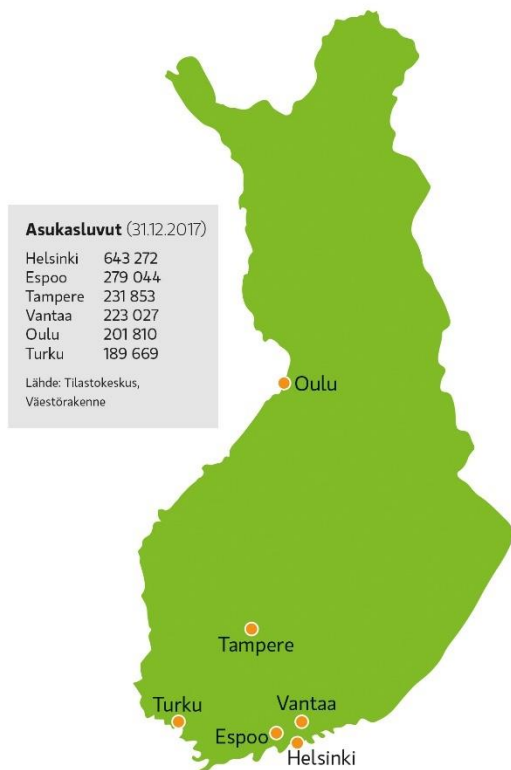 Asukasluvut (31.12.2017)
Helsinki 643 272
Espoo 279 044
Tampere 231 853
Vantaa 223 027
Oulu 201 810
Turku 189 669
Lähde: Tilastokeskus,
Väestörakenne
Oulu
Tampere
Turku
Vantaa
Espoo
Helsinki